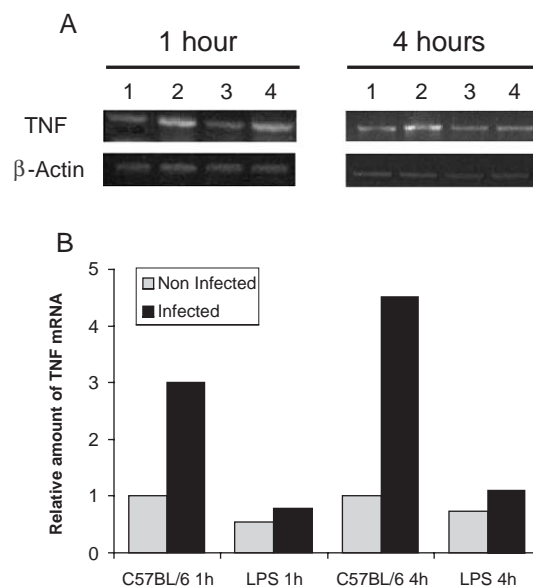 A
1 hour
4 hours
1 2 3 4
1 2 3 4
TNF
β-Actin
B
Relative amount of TNF mRNA
5
4
3
2
1
0
Non Infected
Infected
C57BL/6 1h
LPS 1h
C57BL/6 4h
LPS 4h